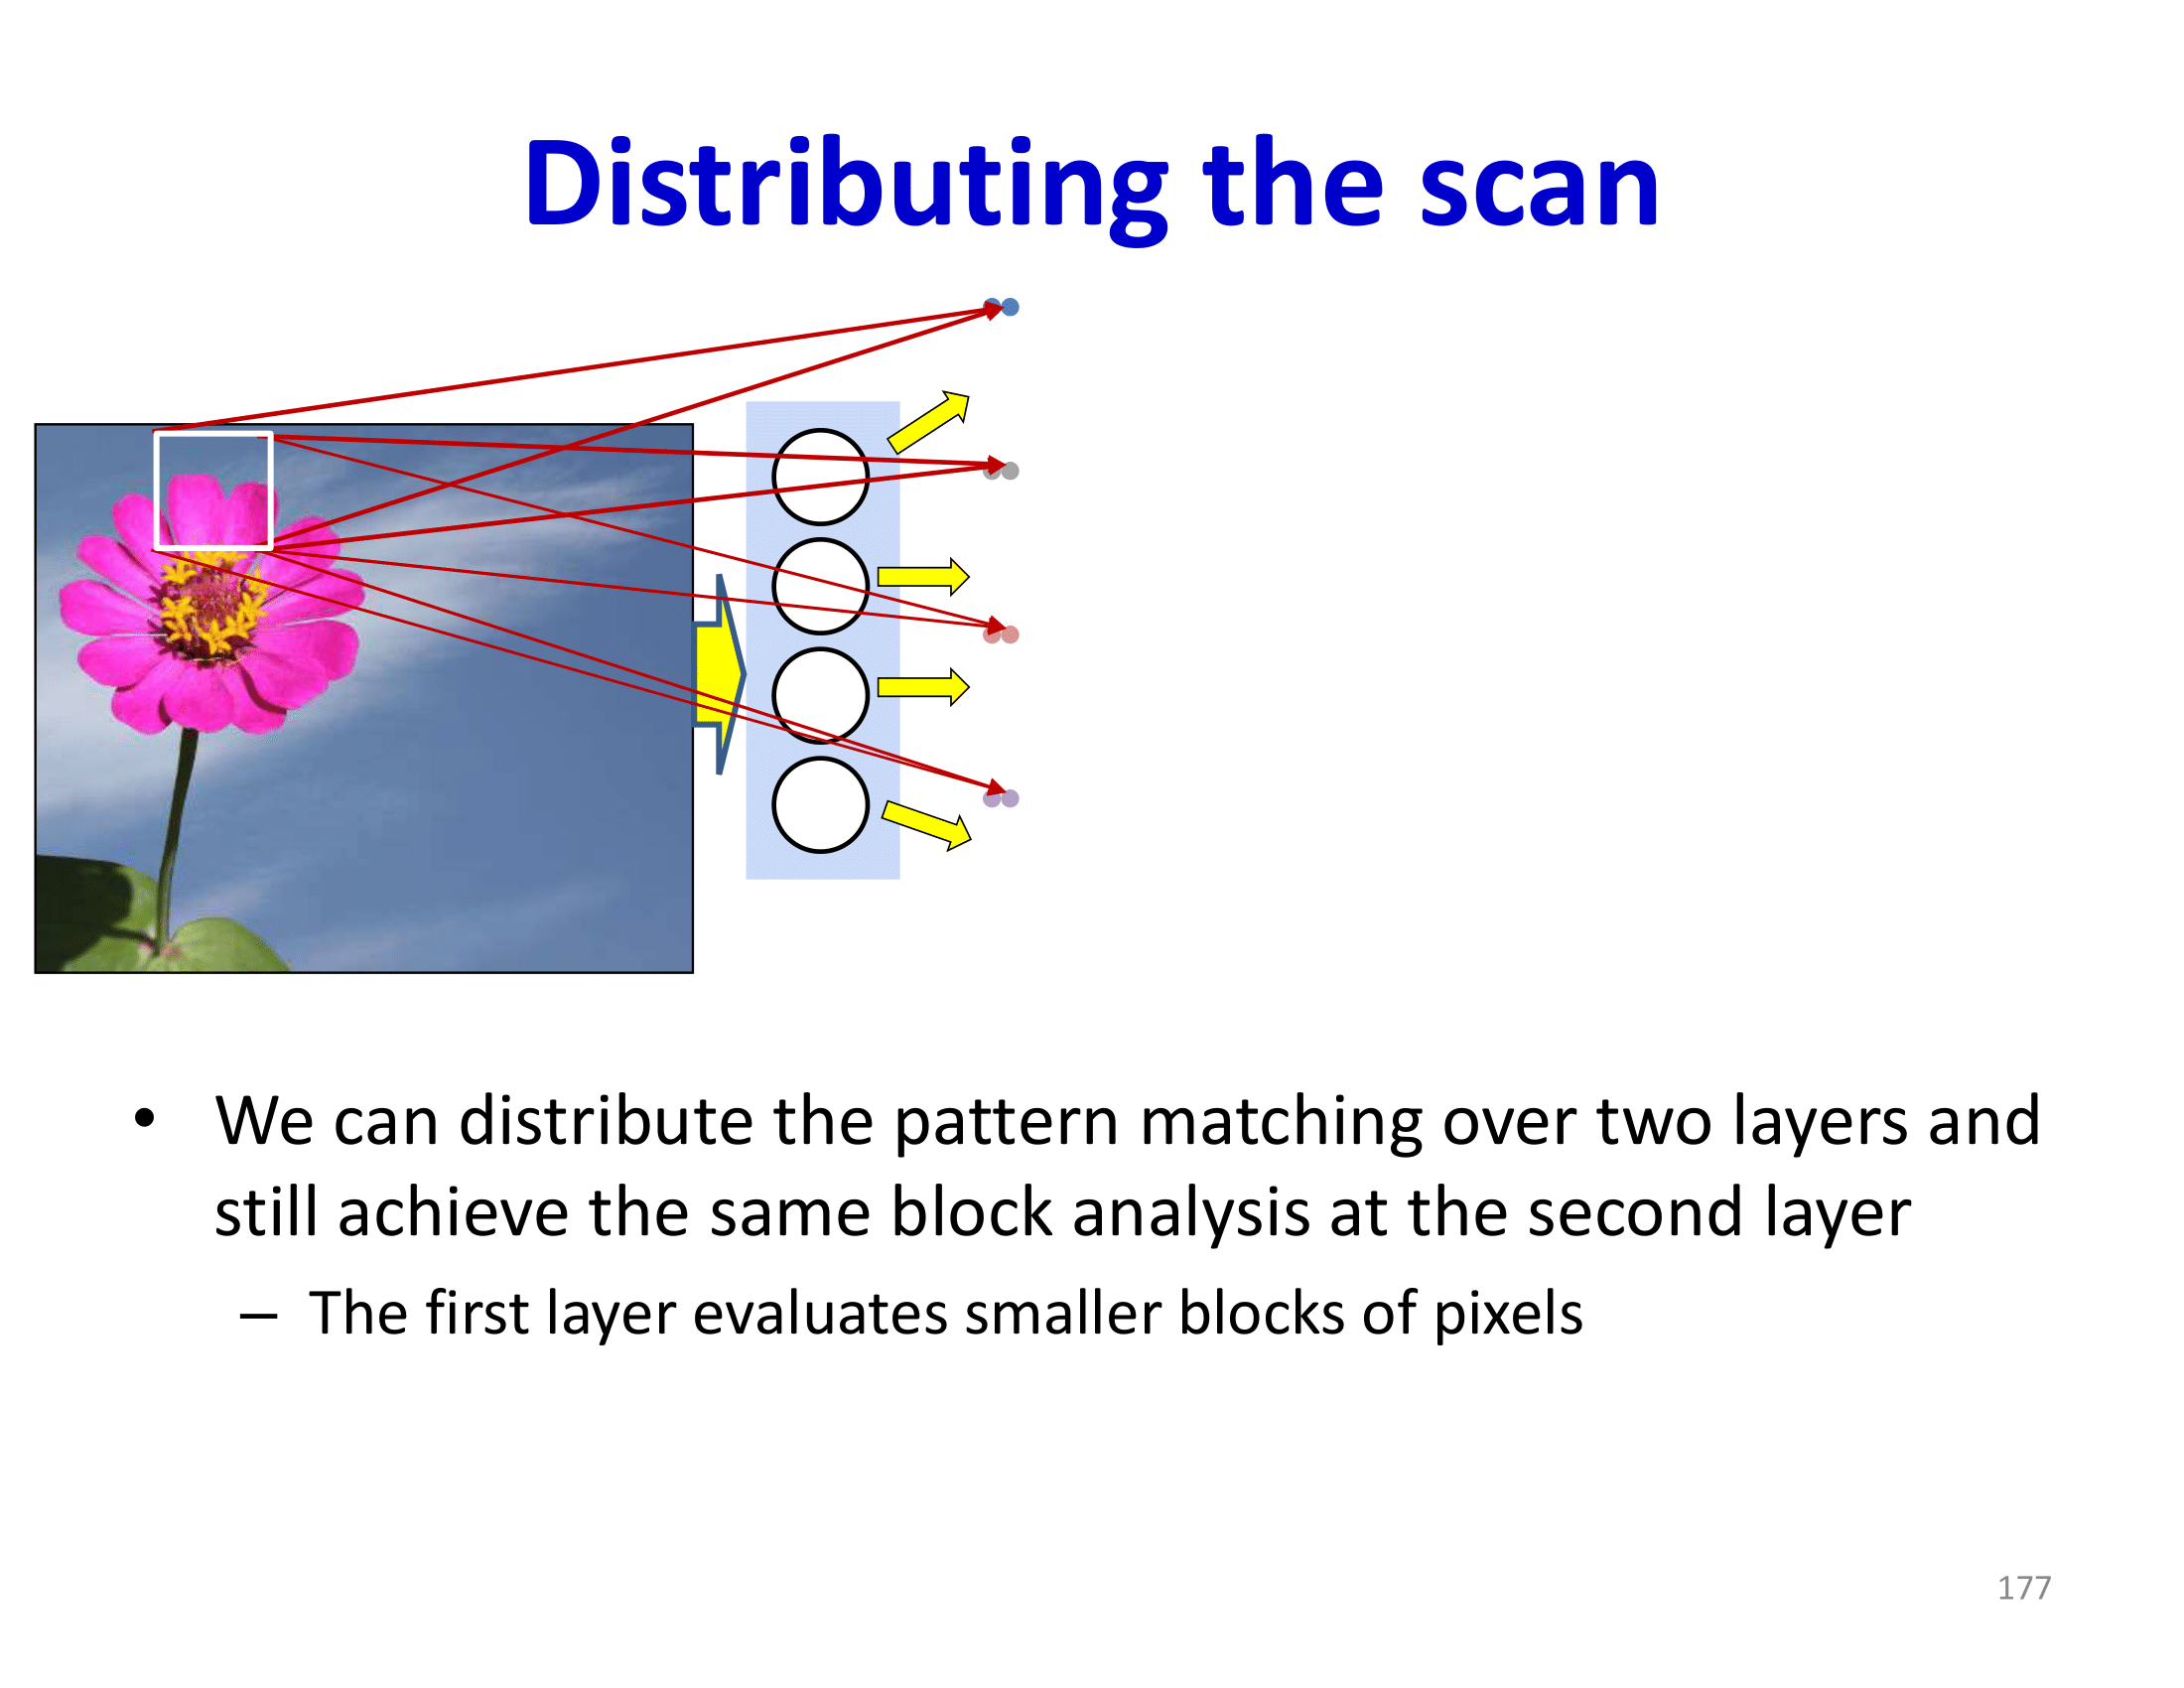 Distributing the scan
• We can distribute the pattern matching over two layers and
still achieve the same block analysis at the second layer
– The first layer evaluates smaller blocks of pixels
177